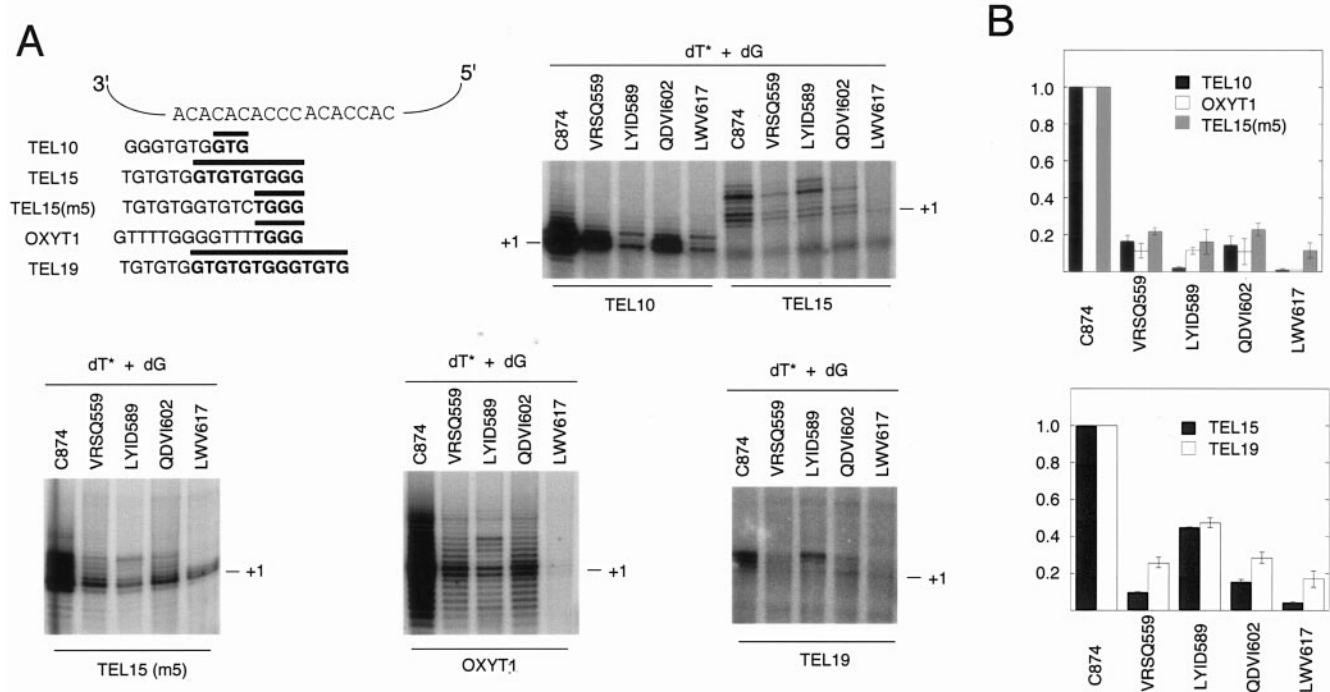 A
3' 5'
ACACACACCCACACCAC
TEL10 GGGTGTGGTG
TEL15 TGTGTGGTGTGTGGG
TEL15(m5) TGTGTGGTGTCTGGG
OXYT1 GTTTTGGGGTTTTGGG
TEL19 TGTGTGGTGTGTGGGTGTG
dT* + dG
C874 VRSQ559 LYID589 QDVI602 LWV617 C874 VRSQ559 LYID589 QDVI602 LWV617
+1 +1
TEL10 TEL15
dT* + dG
C874 VRSQ559 LYID589 QDVI602 LWV617
+1
TEL15 (m5)
dT* + dG
C874 VRSQ559 LYID589 QDVI602 LWV617
+1
OXYT1
dT* + dG
C874 VRSQ559 LYID589 QDVI602 LWV617
+1
TEL19
B
1.0
0.8
0.6
0.4
0.2
TEL10
OXYT1
TEL15(m5)
C874 VRSQ559 LYID589 QDVI602 LWV617
1.0
0.8
0.6
0.4
0.2
TEL15
TEL19
C874 VRSQ559 LYID589 QDVI602 LWV617